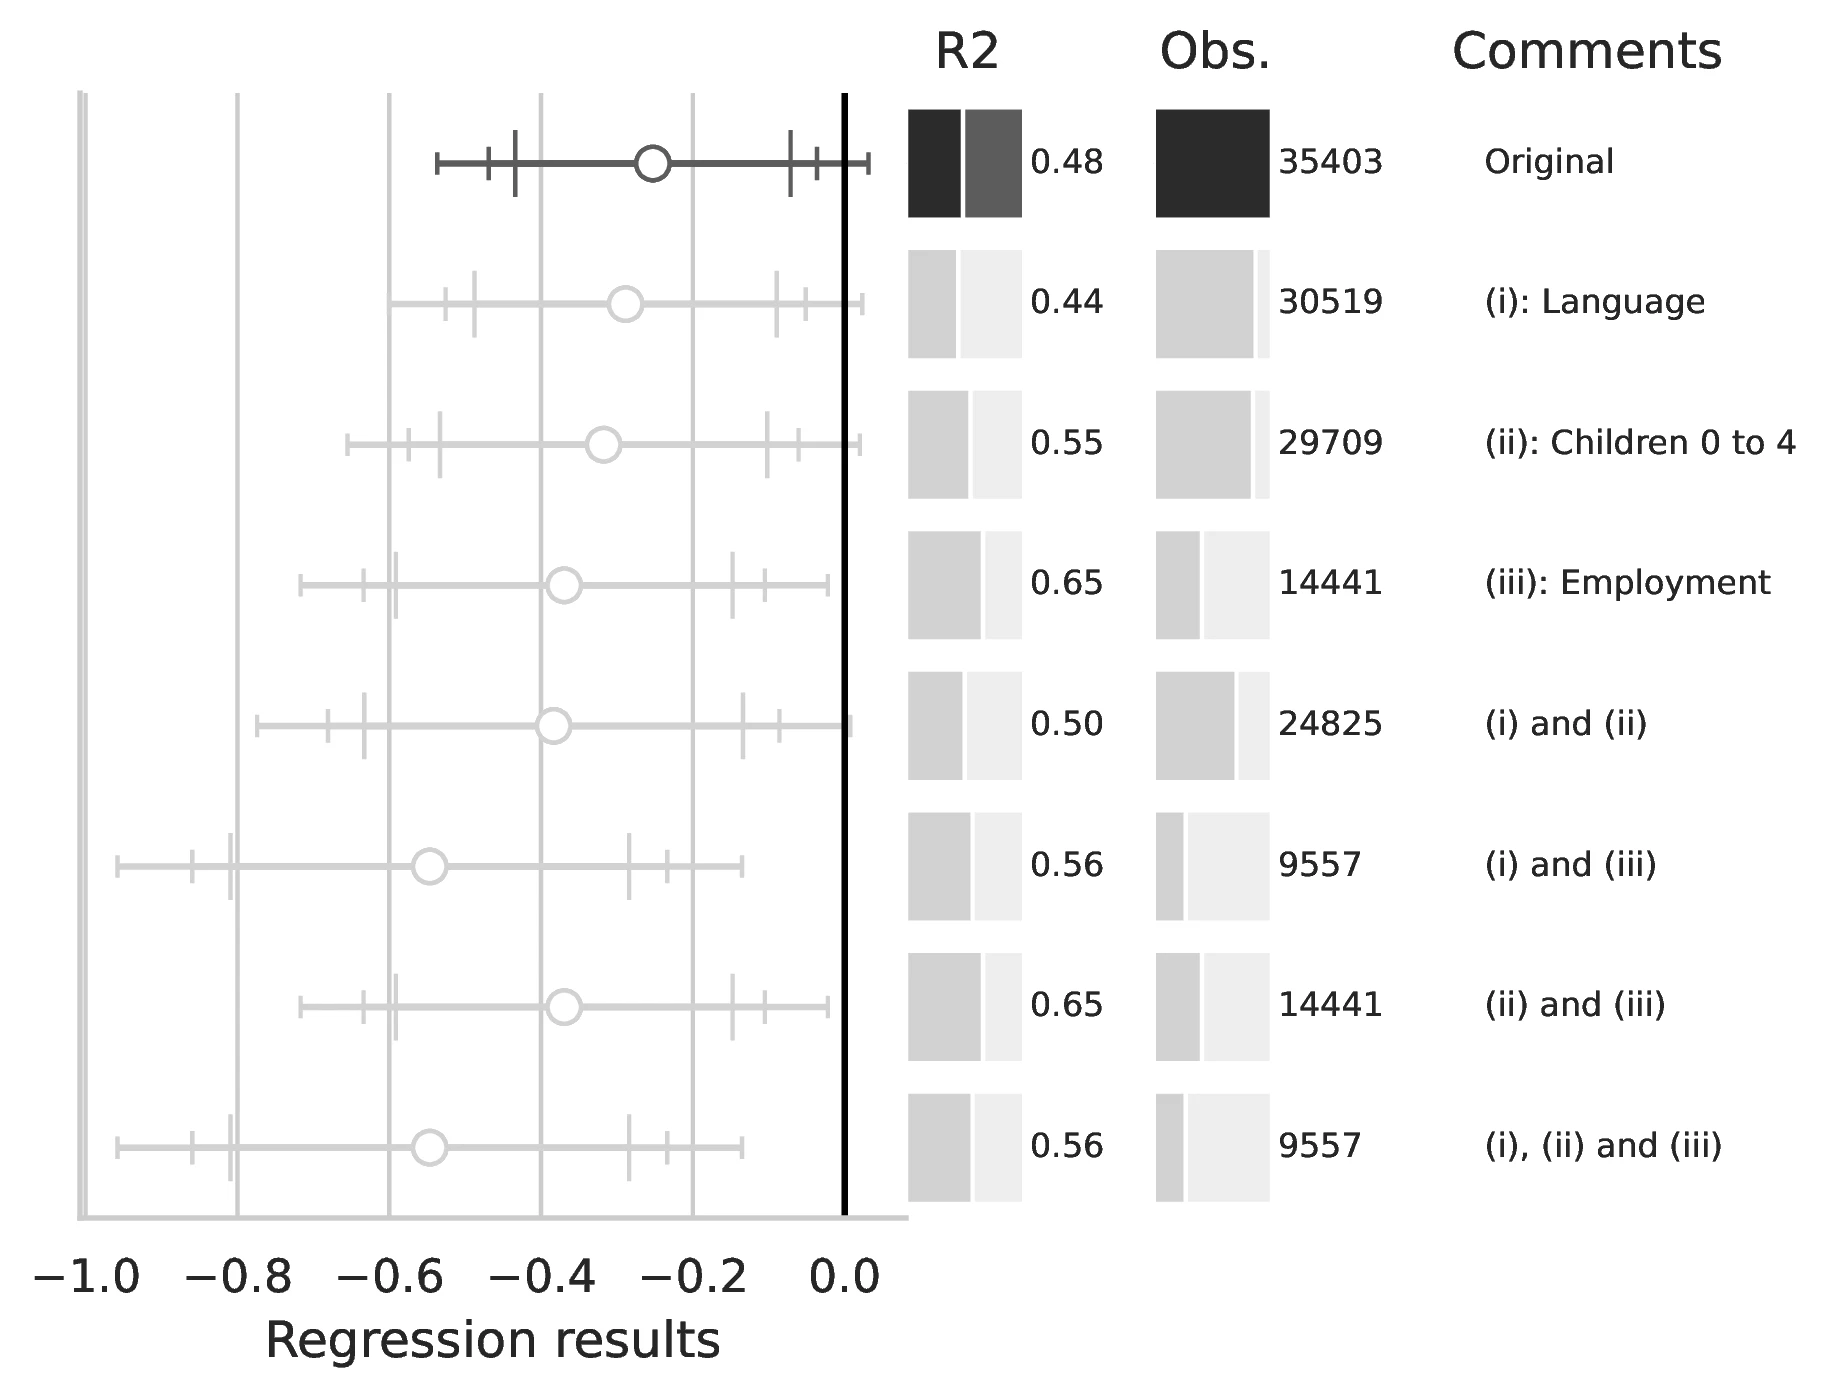 R2 Obs. Comments
0.48 35403 Original
0.44 30519 (i): Language
0.55 29709 (ii): Children 0 to 4
0.65 14441 (iii): Employment
0.50 24825 (i) and (ii)
0.56 9557 (i) and (iii)
0.65 14441 (ii) and (iii)
0.56 9557 (i), (ii) and (iii)
−1.0 −0.8 −0.6 −0.4 −0.2 0.0
Regression results